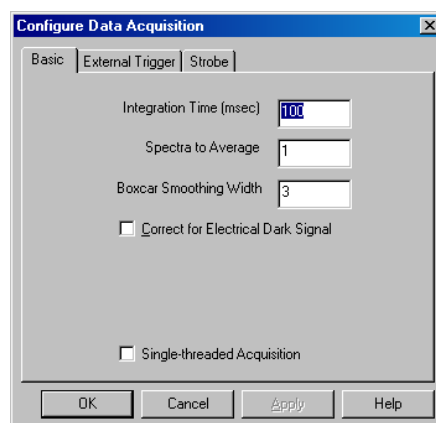 Configure Data Acquisition
Basic External Trigger Strobe
Integration Time (msec) 100
Spectra to Average 1
Boxcar Smoothing Width 3
Correct for Electrical Dark Signal
Single-threaded Acquisition
OK Cancel Apply Help